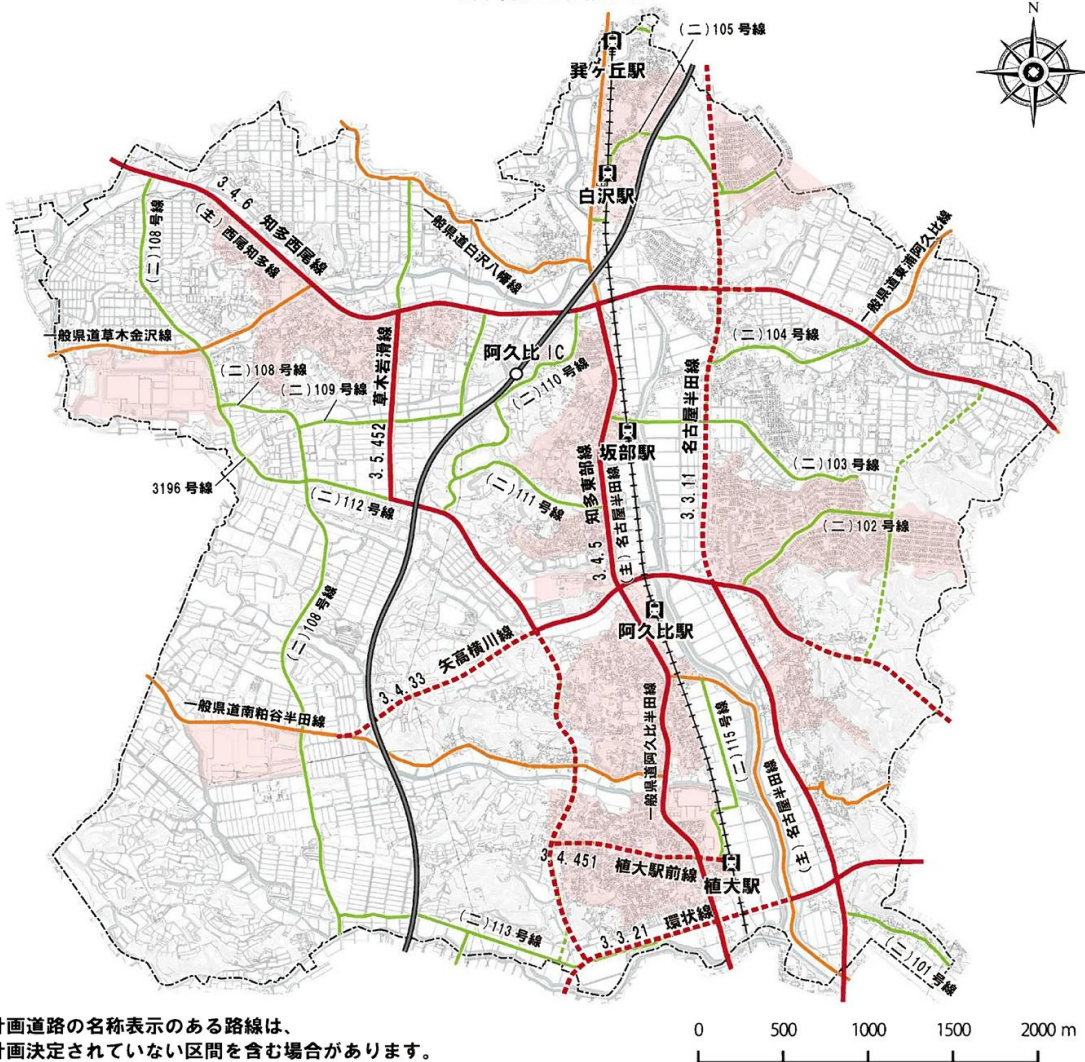 N
(二)105号線
巽ヶ丘駅
白沢駅
3.4.6 知多西尾線
(主)西尾知多線
(二)108号線
一般県道白沢八幡線
一般県道東浦阿久比線
一般県道草木金沢線
阿久比IC
(二)104号線
草木岩滑線
3.5.452
(二)108号線
(二)109号線
(二)110号線
坂部駅
3.3.11 名古屋半田線
3.4.5 知多東部線
(主)名古屋半田線
(二)103号線
3196号線
(二)112号線
(二)111号線
(二)102号線
(二)108号線
阿久比駅
3.4.33 矢高横川線
一般県道南粕谷半田線
一般県道阿久比半田線
(二)115号線
(主)名古屋半田線
3.4.451 植大駅前線
植大駅
3.3.21 環状線
(二)113号線
(二)101号線
計画道路の名称表示のある路線は、
計画決定されていない区間を含む場合があります。
0 500 1000 1500 2000 m